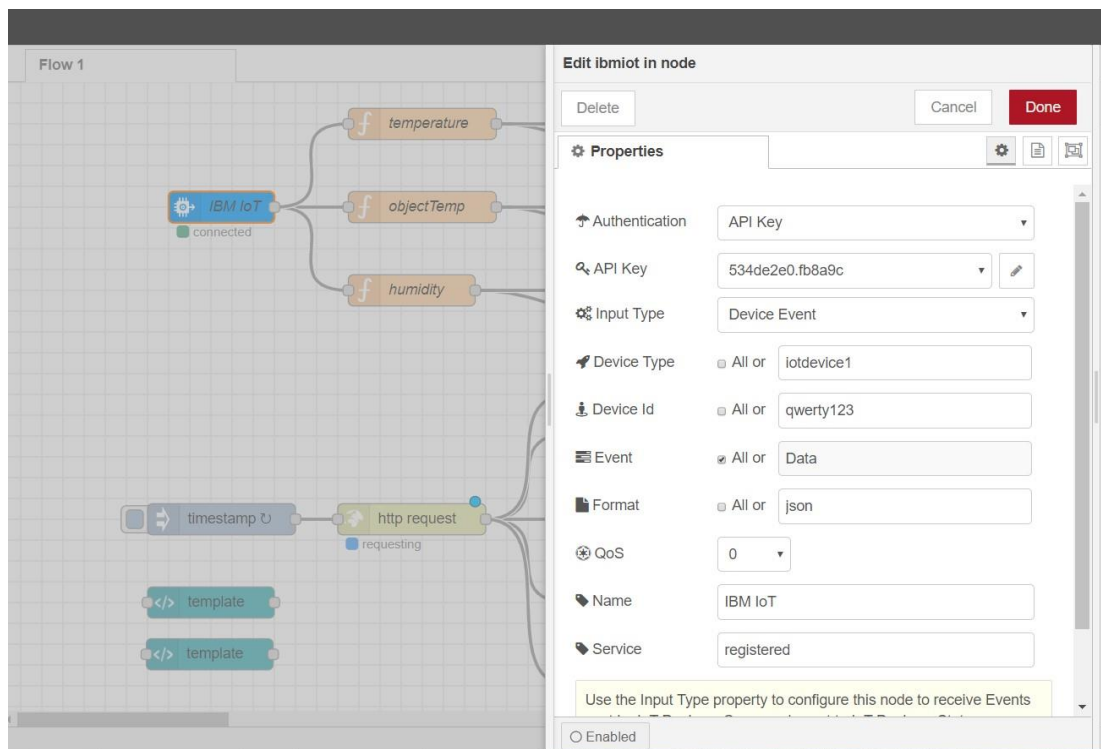 Flow 1
Edit ibmiot in node
Delete
Cancel
Done
Properties
temperature
IBM IoT
connected
objectTemp
humidity
timestamp ↻
http request
requesting
template
template
Authentication
API Key
API Key
534de2e0.fb8a9c
Input Type
Device Event
Device Type
All or
iotdevice1
Device Id
All or
qwerty123
Event
All or
Data
Format
All or
json
QoS
0
Name
IBM IoT
Service
registered
Use the Input Type property to configure this node to receive Events
Enabled